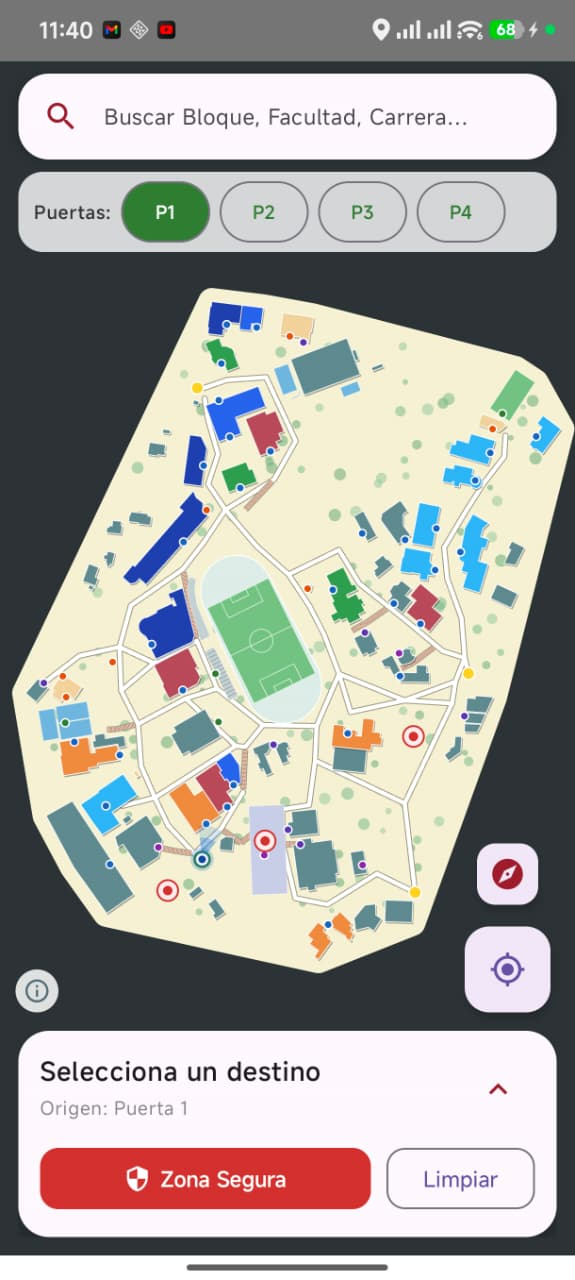 11:40
68
Buscar Bloque, Facultad, Carrera...
Puertas: P1 P2 P3 P4
Selecciona un destino
Origen: Puerta 1
Zona Segura Limpiar